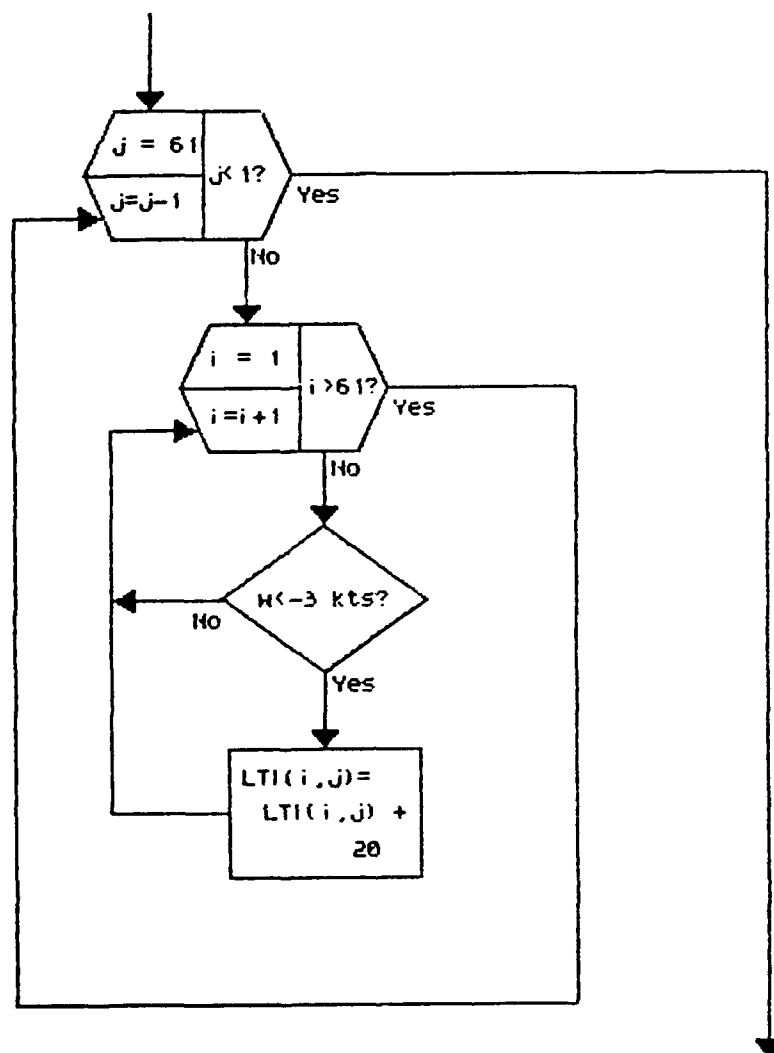 j = 61
j=j-1
j<1?
Yes
No
i = 1
i=i+1
i>61?
Yes
No
W<-3 kts?
No
Yes
LTI(i,j)=
LTI(i,j) +
20